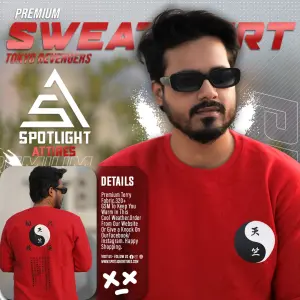 PREMIUM
SWEATSHIRT
TOKYO REVENGERS
SPOTLIGHT
ATTIRES
DETAILS
Premium Terry
Fabric.320+
GSM To Keep You
Warm In This
Cool Weather.Order
From Our Website
Or Give a Knock On
Ourfacebook/
Instagram. Happy
Shopping.
天
生